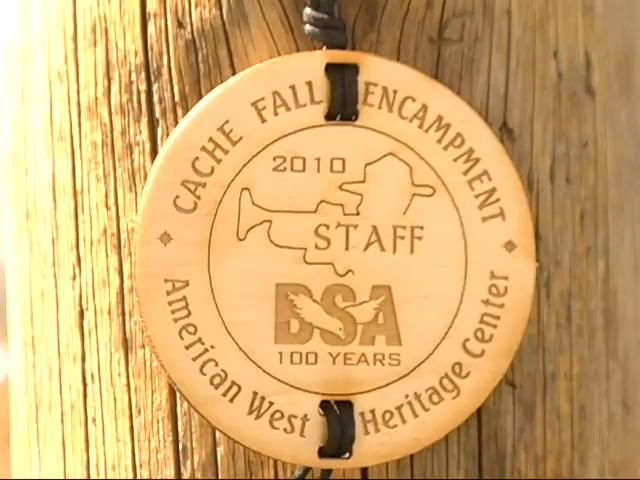 CACHE FALL ENCAMPMENT
2010
STAFF
BSA
100 YEARS
American West Heritage Center